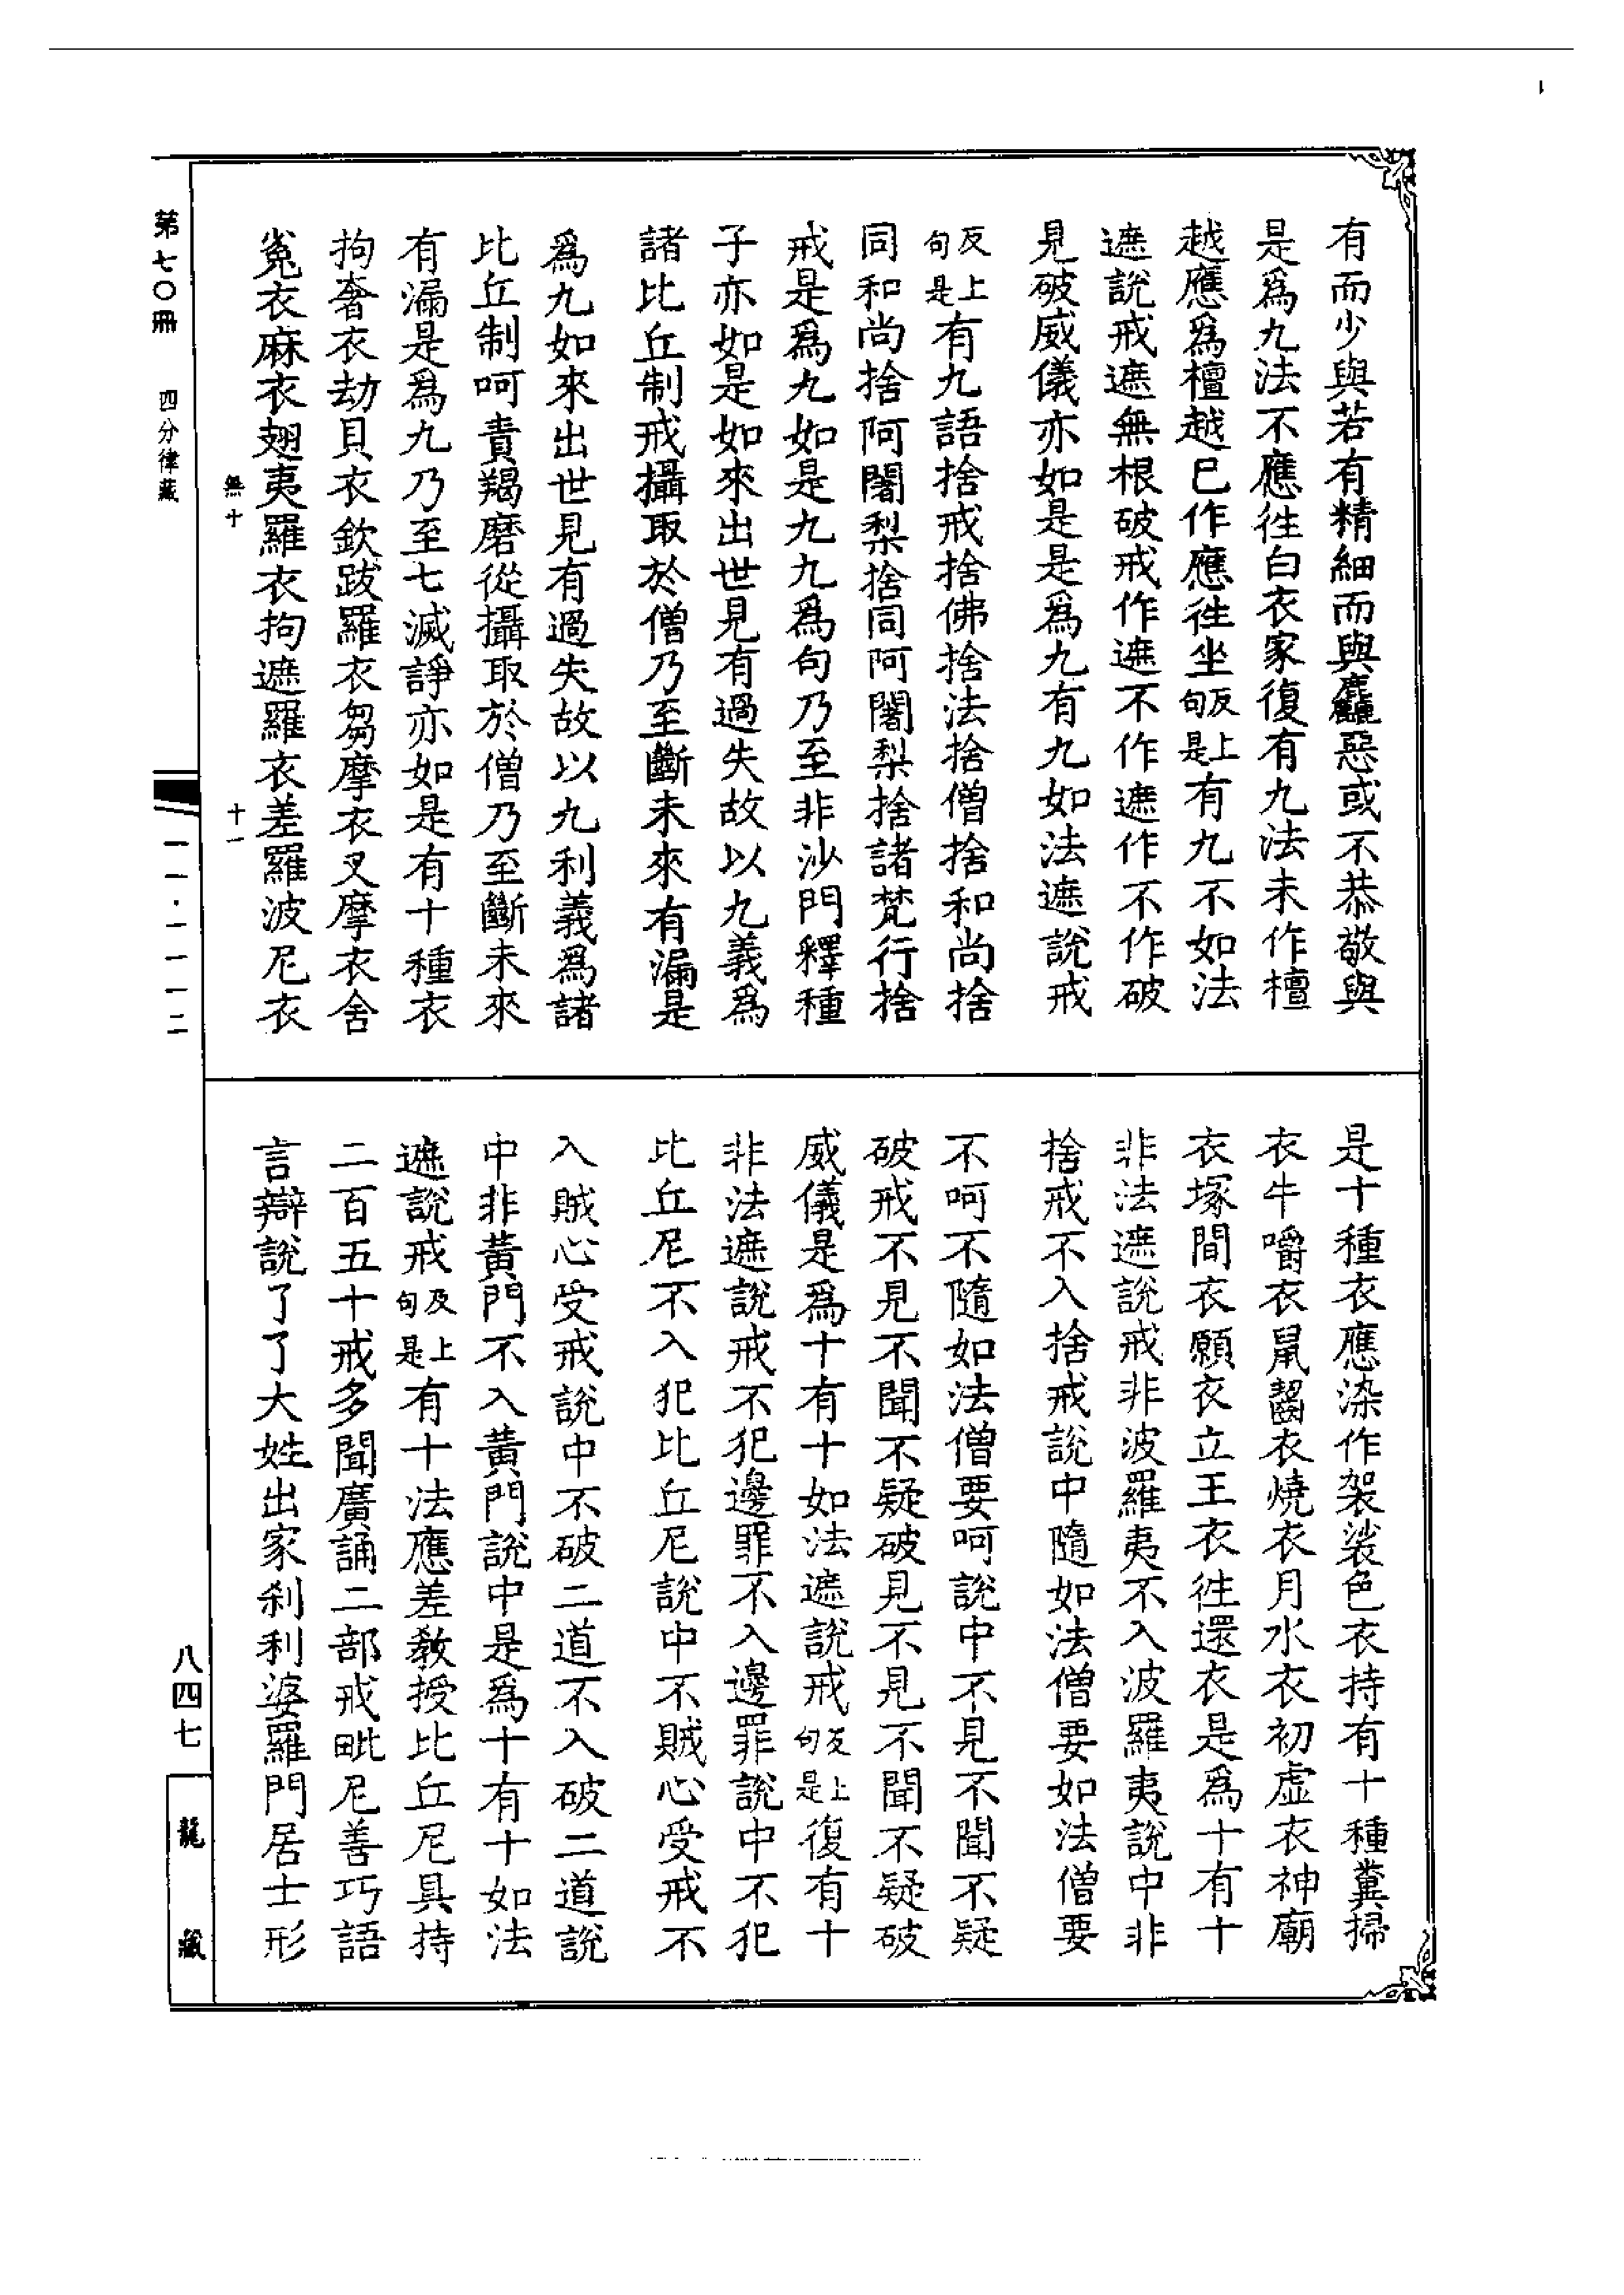 有而少與若有精細而與麤惡或不恭敬與
是爲九法不應往白衣家復有九法未作檀
越應爲檀越已作應往坐反上句是有九不如法
遮說戒遮無根破戒作遮不作遮作不作破
見破威儀亦如是是爲九有九如法遮說戒
反上句是有九語捨戒捨佛捨法捨僧捨和尚捨
同和尚捨阿闍梨捨同阿闍梨捨諸梵行捨
戒是爲九如是九九爲句乃至非沙門釋種
子亦如是如來出世見有過失故以九義爲
諸比丘制戒攝取於僧乃至斷未來有漏是
爲九如來出世見有過失故以九利義爲諸
比丘制呵責羯磨從攝取於僧乃至斷未來
有漏是爲九乃至七滅諍亦如是有十種衣
拘奢衣劫貝衣欽跋羅衣芻摩衣叉摩衣舍
㝹衣麻衣翅夷羅衣拘遮羅衣差羅波尼衣
是十種衣應染作袈裟色衣持有十種糞掃
衣牛嚼衣鼠齧衣燒衣月水衣初虛衣神廟
衣塚間衣願衣立王衣往還衣是爲十有十
非法遮說戒非波羅夷不入波羅夷說中非
捨戒不入捨戒說中隨如法僧要如法僧要
不呵不隨如法僧要呵說中不見不聞不疑
破戒不見不聞不疑破見不見不聞不疑破
威儀是爲十有十如法遮說戒反上句是復有十
非法遮說戒不犯邊罪不入邊罪說中不犯
比丘尼不入犯比丘尼說中不賊心受戒不
入賊心受戒說中不破二道不入破二道說
中非黃門不入黃門說中是爲十有十如法
遮說戒反上句是有十法應差教授比丘尼具持
二百五十戒多聞廣誦二部戒毗尼善巧語
言辯說了了大姓出家刹利婆羅門居士形
無十
十一
第七〇冊
四分律藏
一一·一一一二
八四七
龍藏